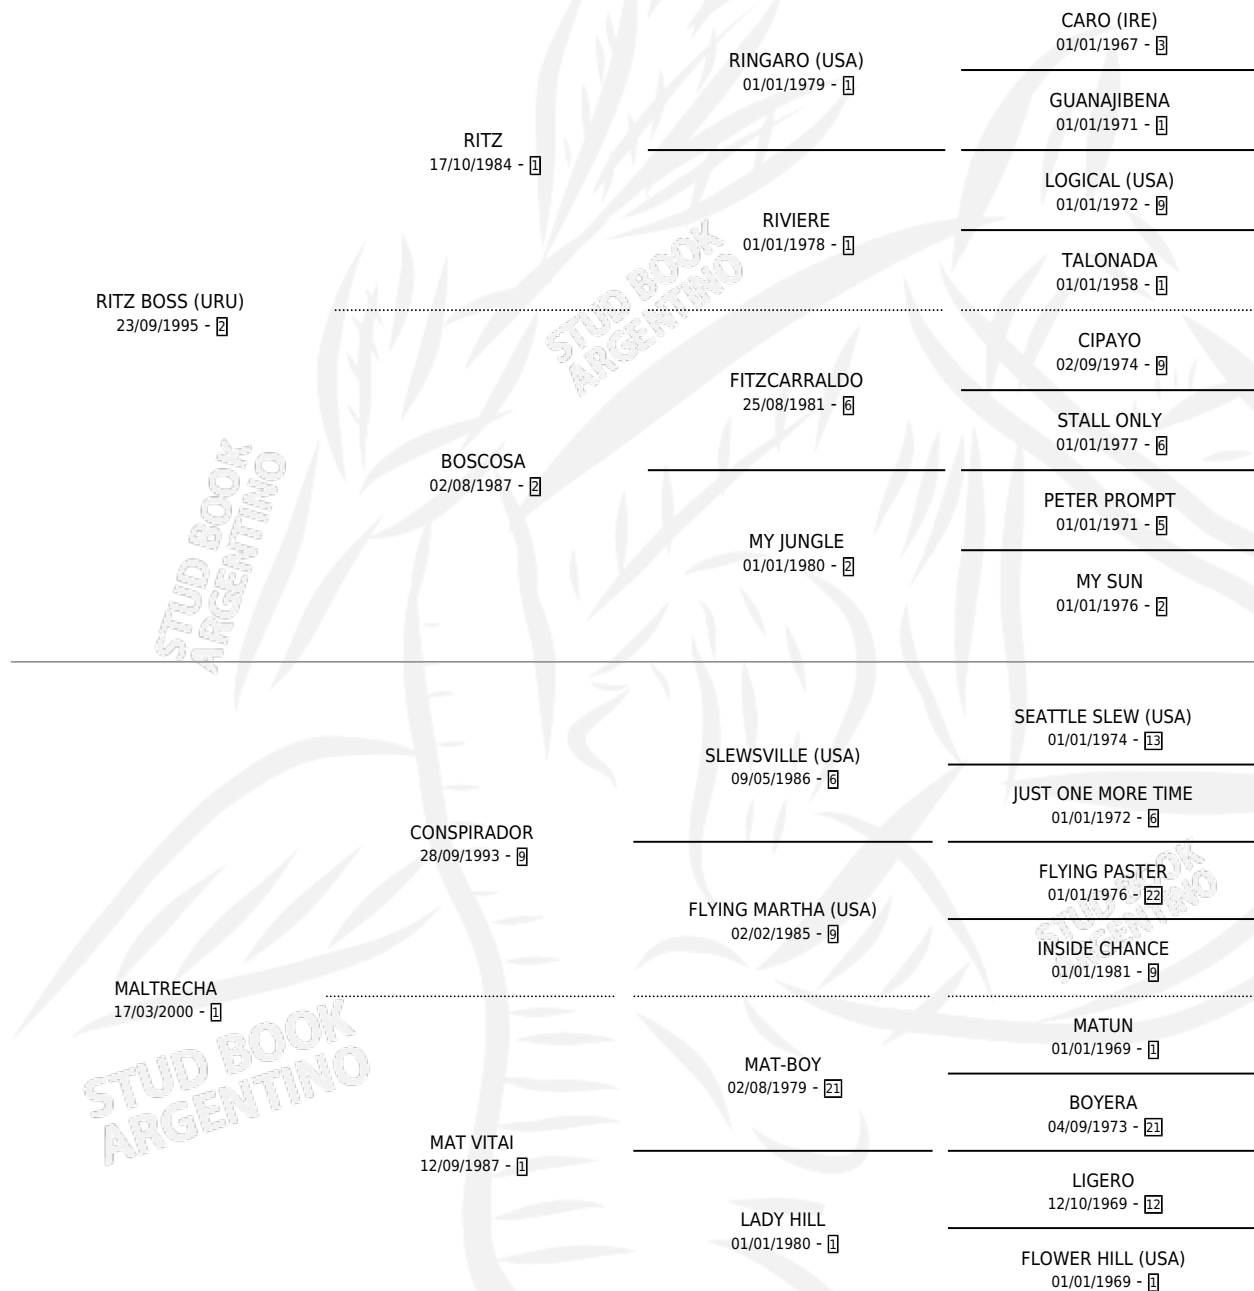 CARO (IRE)
01/01/1967 - 3
RINGARO (USA)
01/01/1979 - 1
GUANAJIBENA
01/01/1971 - 1
RITZ
17/10/1984 - 1
LOGICAL (USA)
01/01/1972 - 9
RIVIERE
01/01/1978 - 1
TALONADA
01/01/1958 - 1
RITZ BOSS (URU)
23/09/1995 - 2
STUD BOOK
ARGENTINO
CIPAYO
02/09/1974 - 9
FITZCARRALDO
25/08/1981 - 6
STALL ONLY
01/01/1977 - 6
BOSCOSA
02/08/1987 - 2
PETER PROMPT
01/01/1971 - 5
MY JUNGLE
01/01/1980 - 2
MY SUN
01/01/1976 - 2
STUD BOOK
ARGENTINO
SEATTLE SLEW (USA)
01/01/1974 - 13
SLEWSVILLE (USA)
09/05/1986 - 6
JUST ONE MORE TIME
01/01/1972 - 6
CONSPIRADOR
28/09/1993 - 9
FLYING PASTER
01/01/1976 - 22
FLYING MARTHA (USA)
02/02/1985 - 9
STUD BOOK
ARGENTINO
INSIDE CHANCE
01/01/1981 - 9
MALTRECHA
17/03/2000 - 1
STUD BOOK
ARGENTINO
MATUN
01/01/1969 - 1
MAT-BOY
02/08/1979 - 21
BOYERA
04/09/1973 - 21
MAT VITAI
12/09/1987 - 1
LIGERO
12/10/1969 - 12
LADY HILL
01/01/1980 - 1
FLOWER HILL (USA)
01/01/1969 - 1